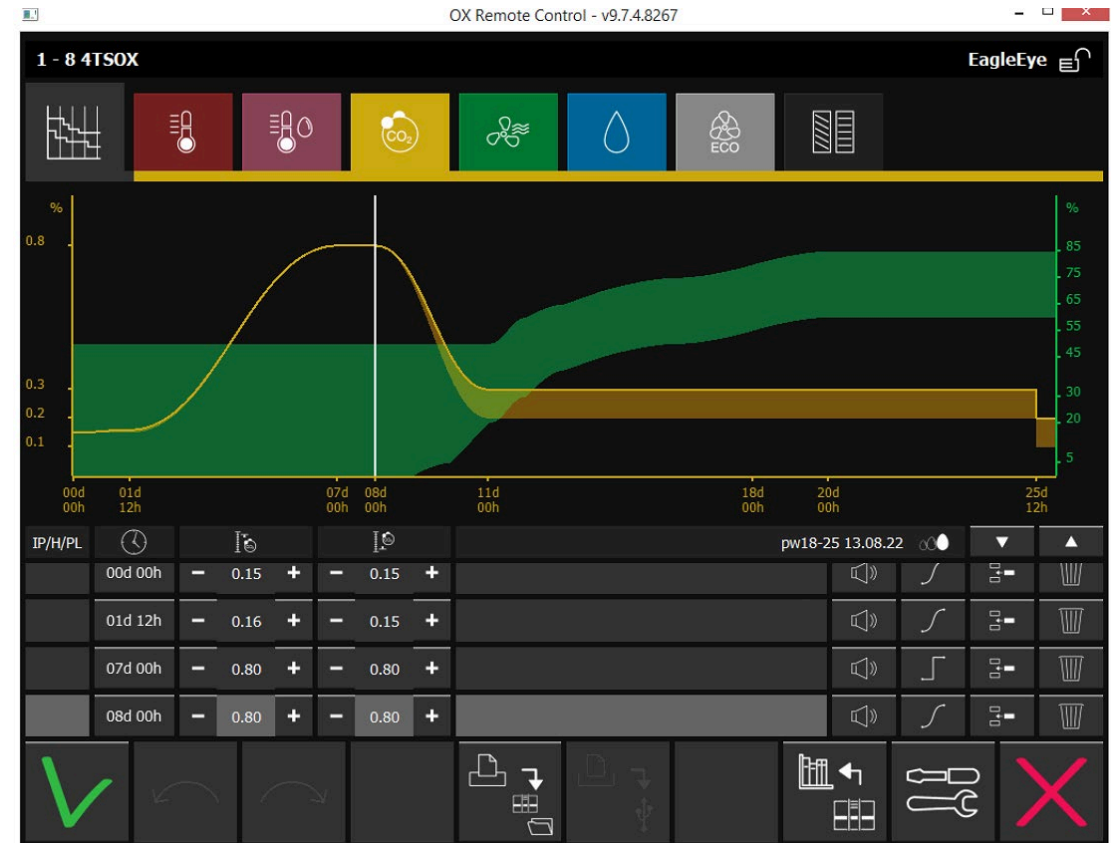 OX Remote Control - v9.7.4.8267
1 - 8 4TSOX EagleEye
CO₂ ECO
% %
0.8 85
75
65
55
45
0.3 30
0.2 20
0.1 5
00d 01d 07d 08d 11d 18d 20d 25d
00h 12h 00h 00h 00h 00h 00h 12h
IP/H/PL pw18-25 13.08.22
00d 00h − 0.15 + − 0.15 +
01d 12h − 0.16 + − 0.15 +
07d 00h − 0.80 + − 0.80 +
08d 00h − 0.80 + − 0.80 +